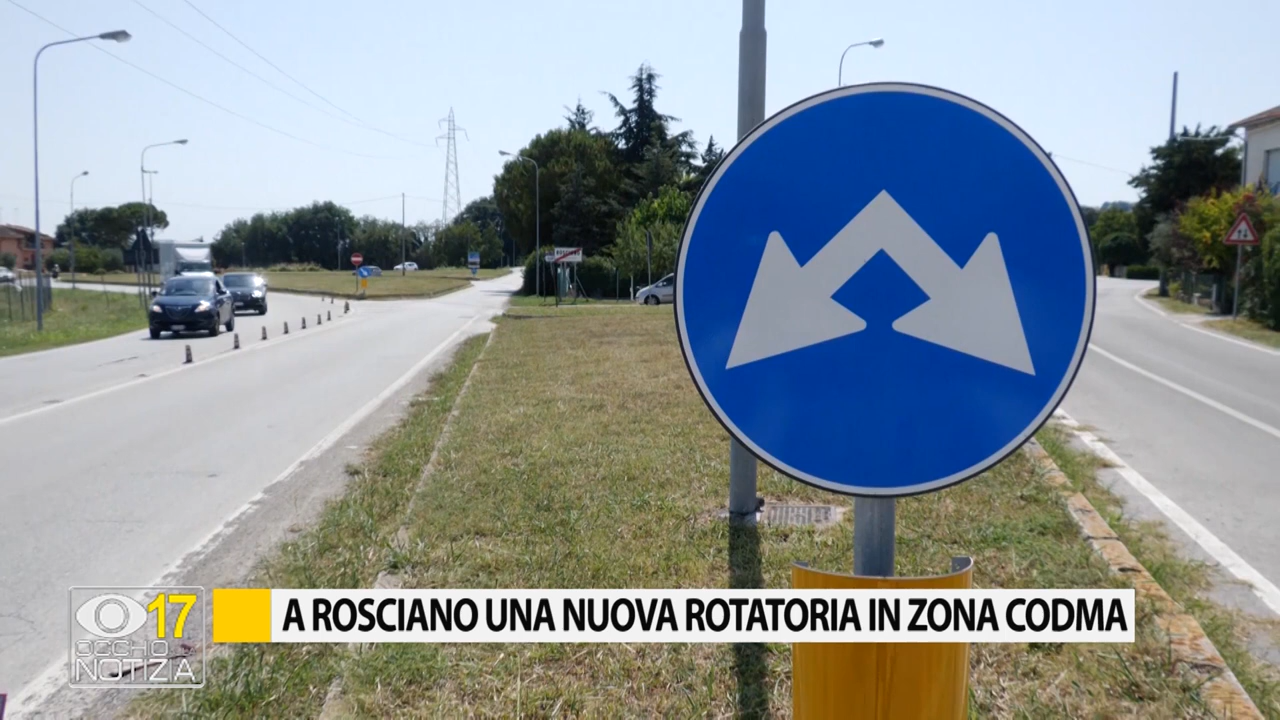 17
OCCHIO
NOTIZIA
A ROSCIANO UNA NUOVA ROTATORIA IN ZONA CODMA